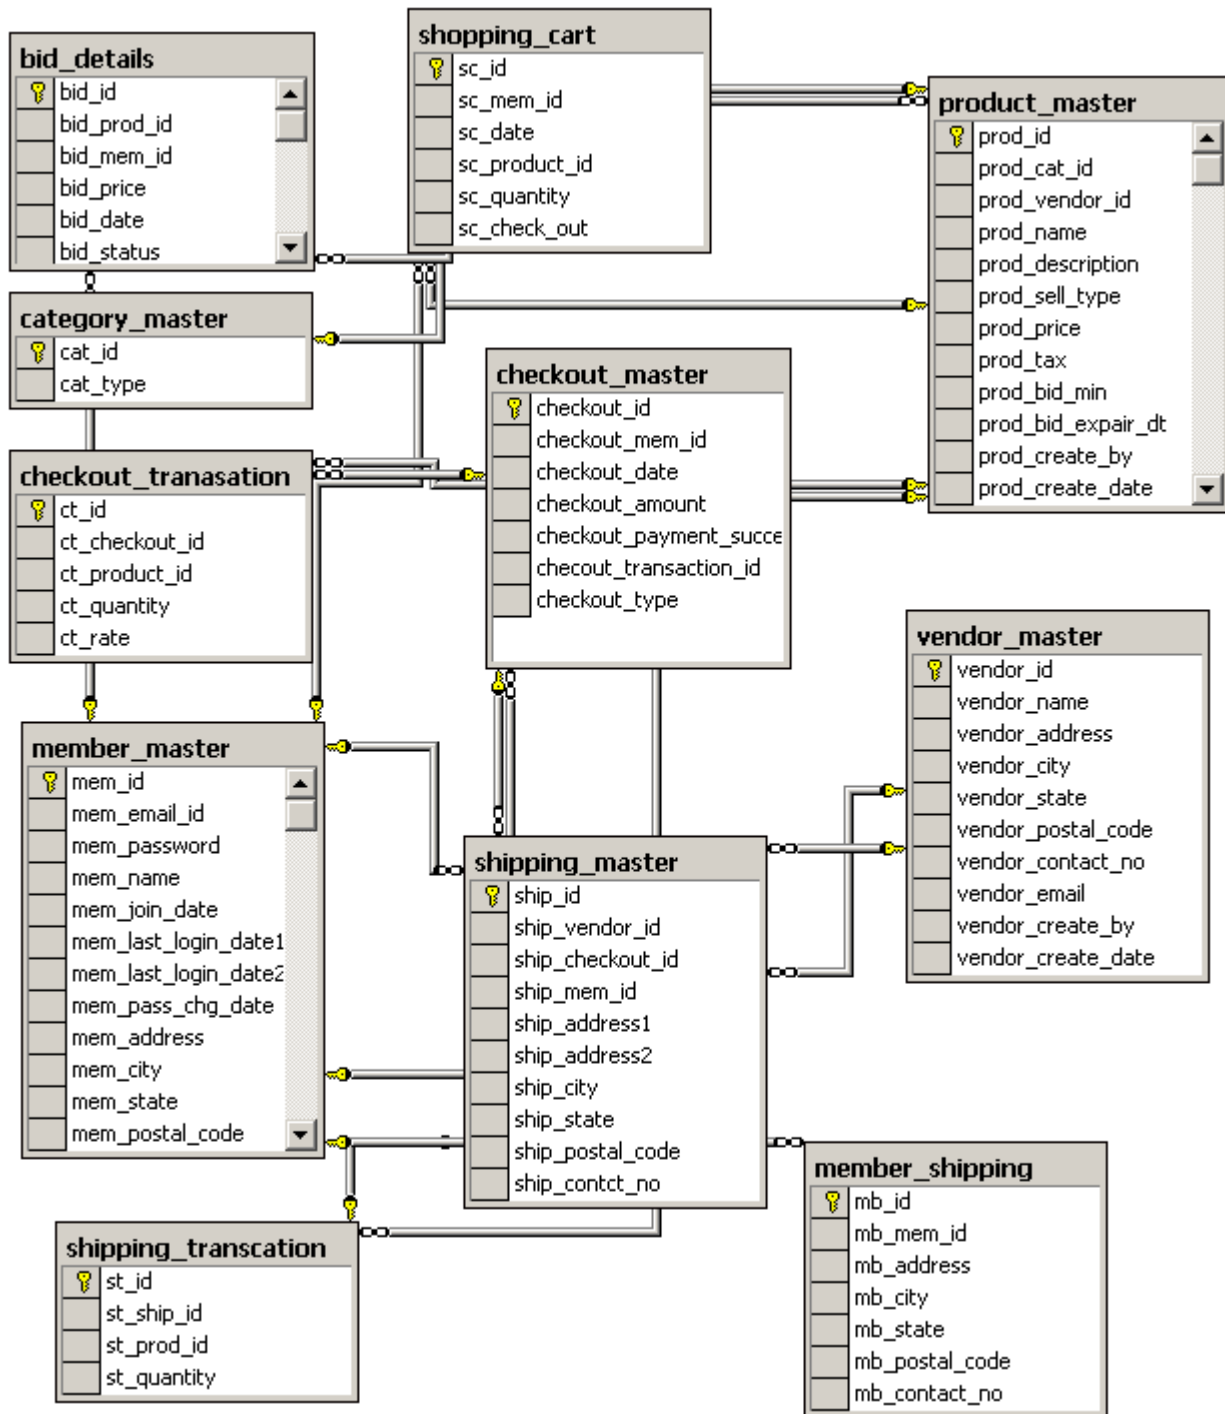 bid_details
bid_id
bid_prod_id
bid_mem_id
bid_price
bid_date
bid_status
shopping_cart
sc_id
sc_mem_id
sc_date
sc_product_id
sc_quantity
sc_check_out
product_master
prod_id
prod_cat_id
prod_vendor_id
prod_name
prod_description
prod_sell_type
prod_price
prod_tax
prod_bid_min
prod_bid_expair_dt
prod_create_by
prod_create_date
category_master
cat_id
cat_type
checkout_master
checkout_id
checkout_mem_id
checkout_date
checkout_amount
checkout_payment_succe
checout_transaction_id
checkout_type
checkout_tranasation
ct_id
ct_checkout_id
ct_product_id
ct_quantity
ct_rate
vendor_master
vendor_id
vendor_name
vendor_address
vendor_city
vendor_state
vendor_postal_code
vendor_contact_no
vendor_email
vendor_create_by
vendor_create_date
member_master
mem_id
mem_email_id
mem_password
mem_name
mem_join_date
mem_last_login_date1
mem_last_login_date2
mem_pass_chg_date
mem_address
mem_city
mem_state
mem_postal_code
shipping_master
ship_id
ship_vendor_id
ship_checkout_id
ship_mem_id
ship_address1
ship_address2
ship_city
ship_state
ship_postal_code
ship_contct_no
member_shipping
mb_id
mb_mem_id
mb_address
mb_city
mb_state
mb_postal_code
mb_contact_no
shipping_transcation
st_id
st_ship_id
st_prod_id
st_quantity